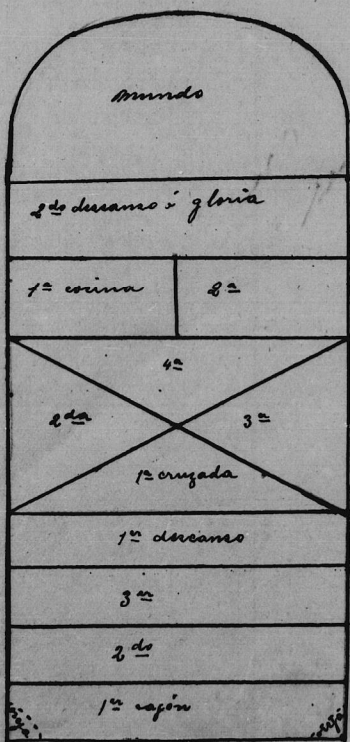 mundo
2do descanso ó gloria
1a cocina 2a
4a
2da 3a
1a cruzada
1er descanso
3er
2do
1er cajón